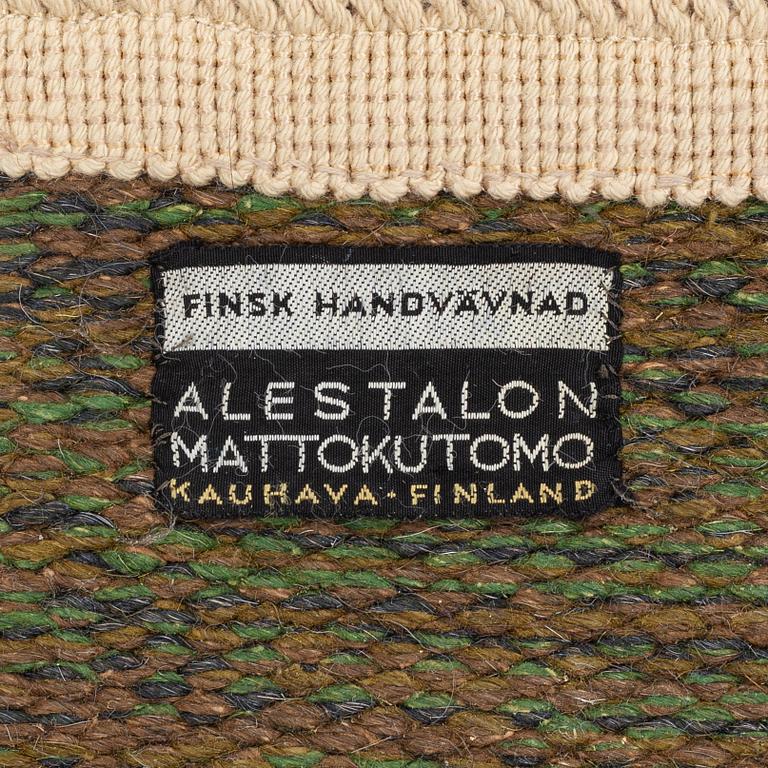 FINSK HANDVÄVNAD
ALESTALON
MATTOKUTOMO
KAUHAVA · FINLAND